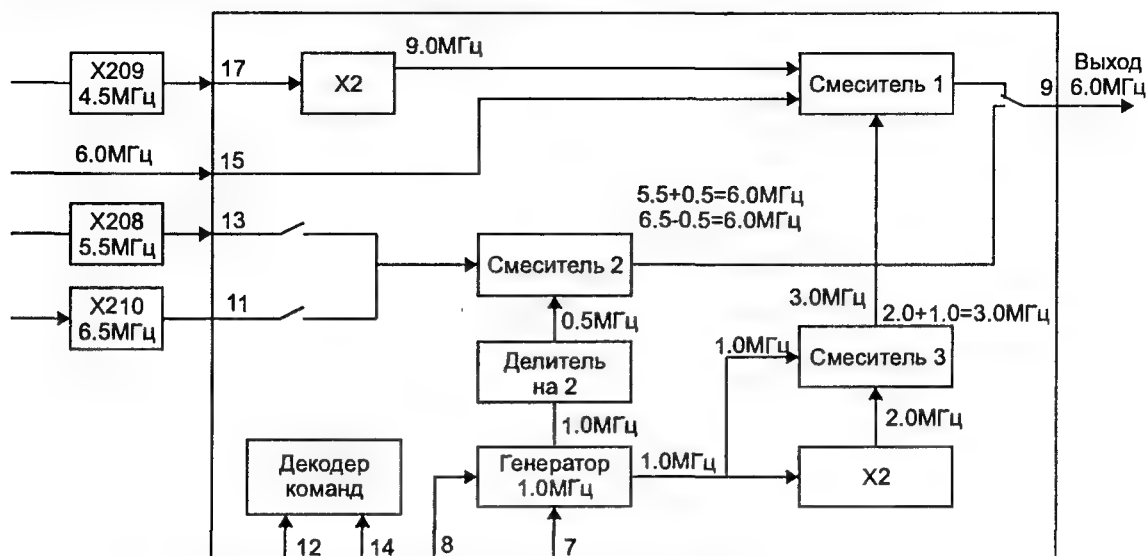 X209
4.5МГц
17
X2
9.0МГц
Смеситель 1
9
Выход
6.0МГц
6.0МГц
15
X208
5.5МГц
13
5.5+0.5=6.0МГц
6.5-0.5=6.0МГц
Смеситель 2
X210
6.5МГц
11
0.5МГц
3.0МГц
2.0+1.0=3.0МГц
Делитель
на 2
1.0МГц
Смеситель 3
1.0МГц
2.0МГц
Декодер
команд
Генератор
1.0МГц
1.0МГц
X2
12
14
8
7